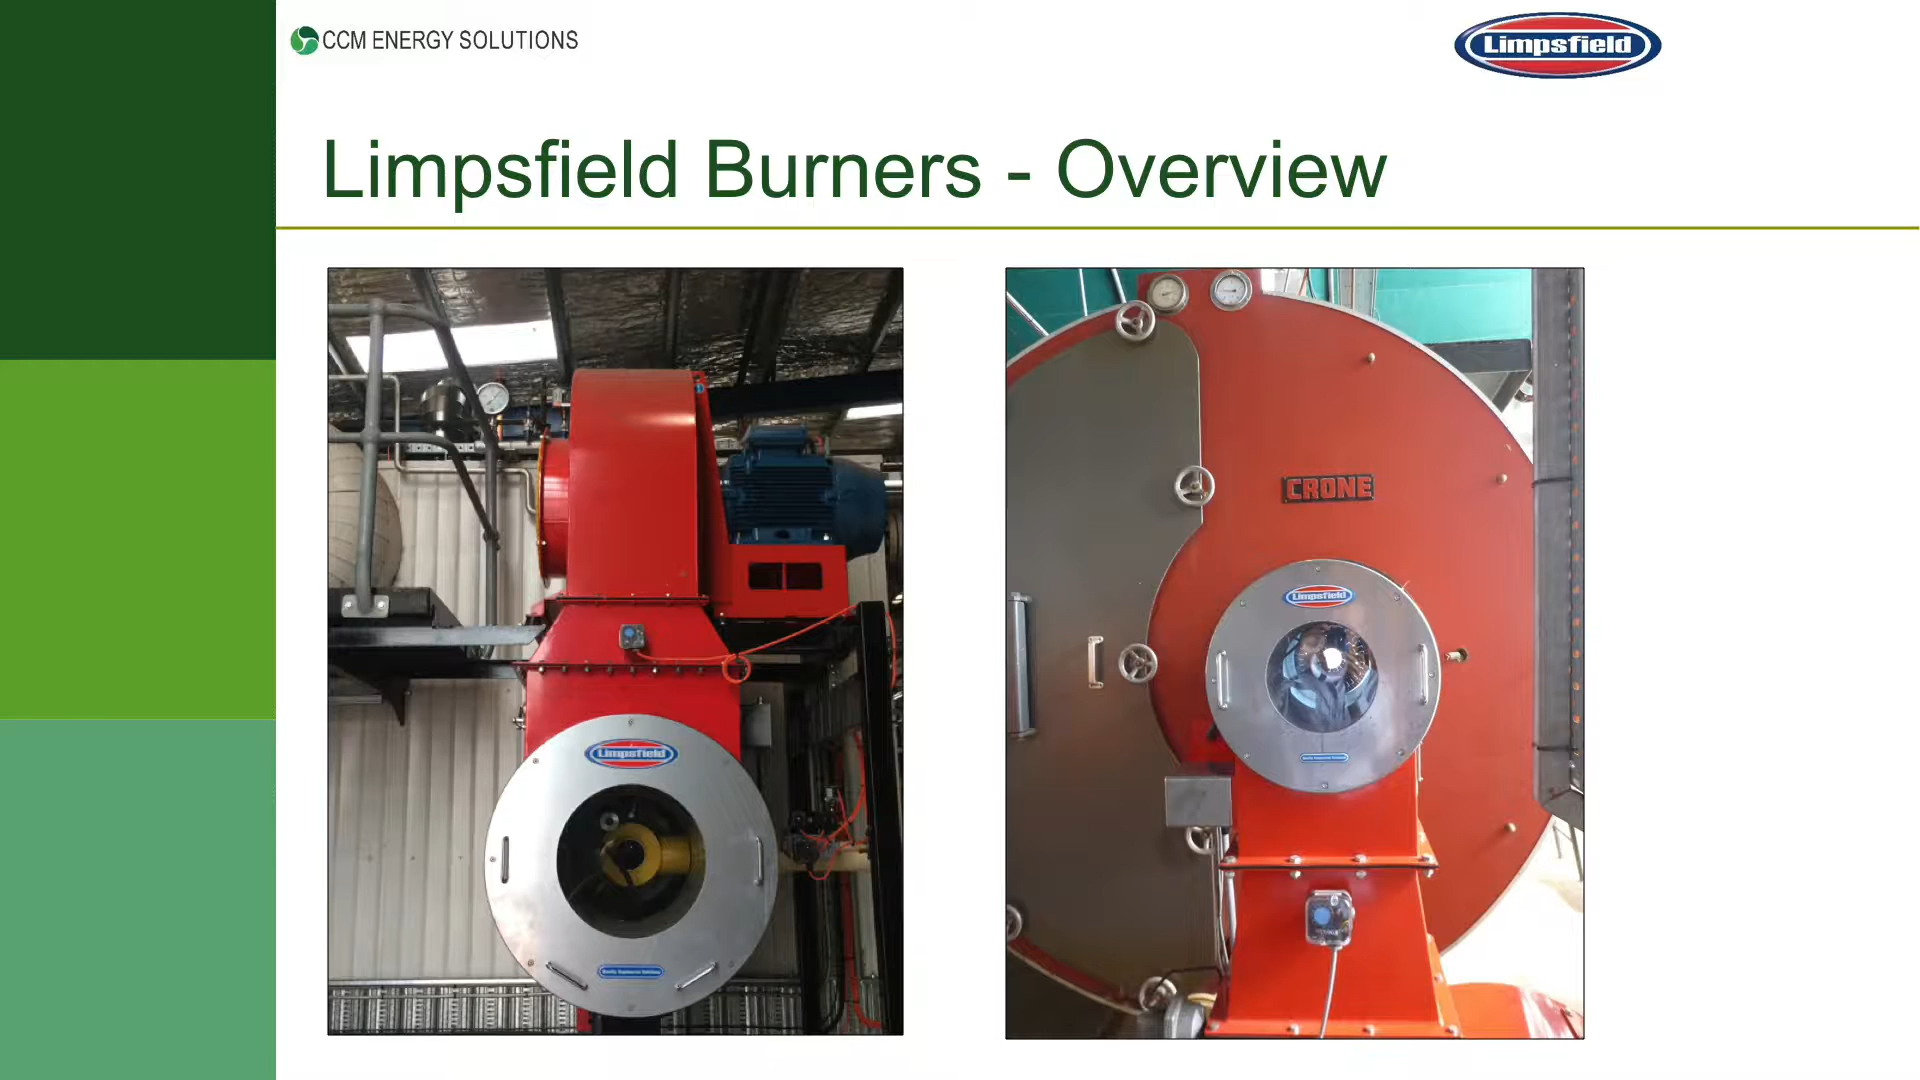 CCM ENERGY SOLUTIONS
Limpsfield
Limpsfield Burners - Overview
Limpsfield
CRONE
Limpsfield